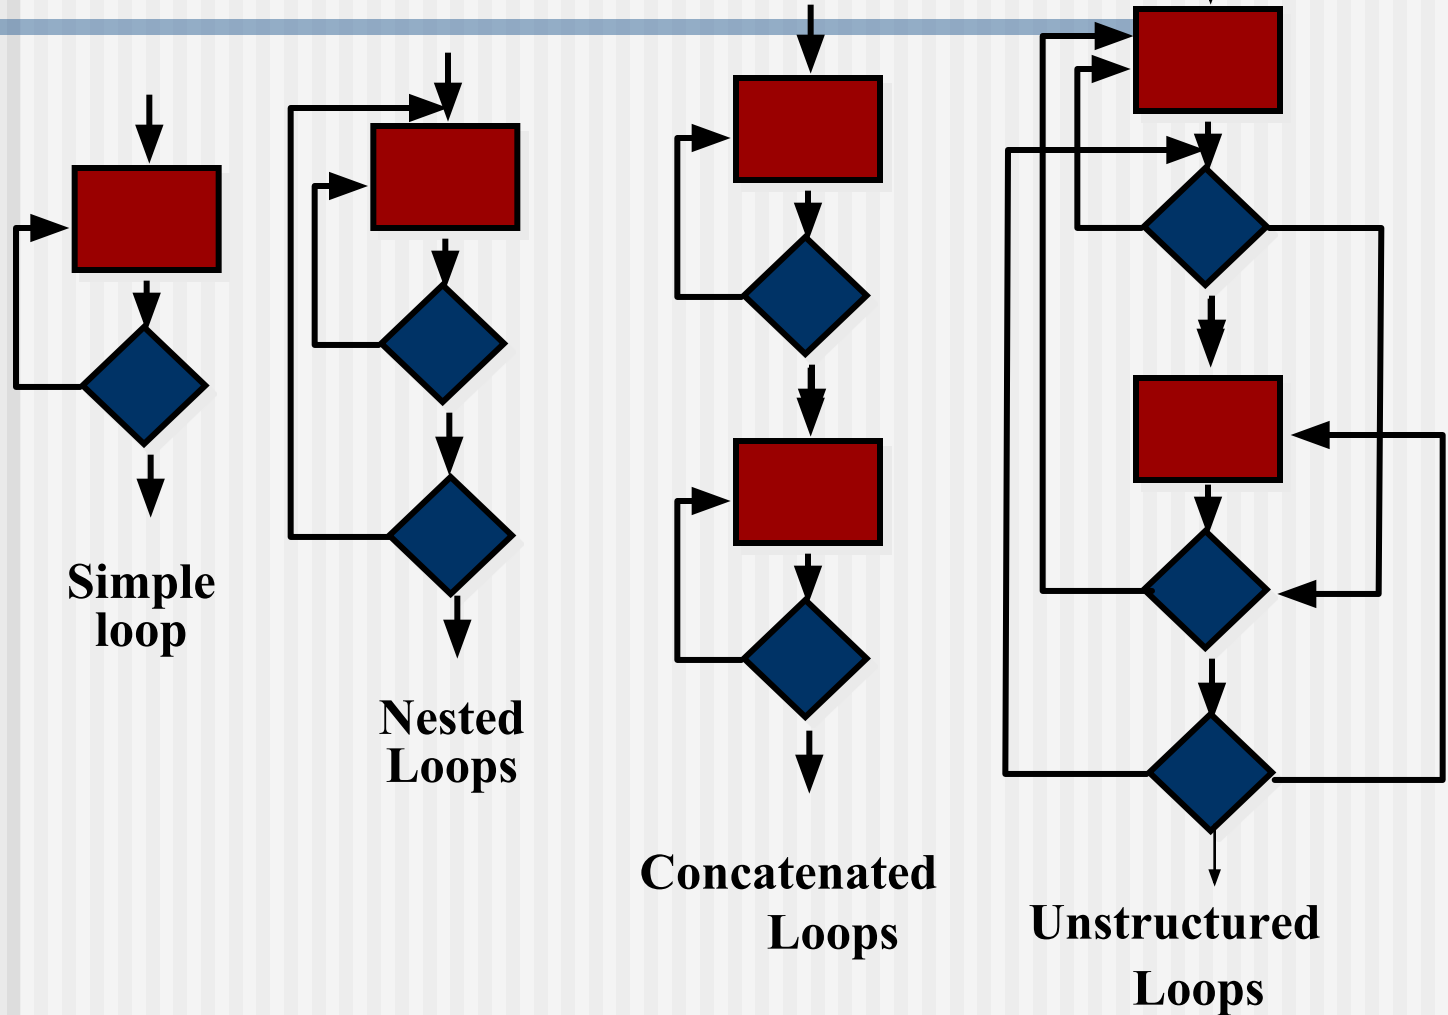 Simple
loop
Nested
Loops
Concatenated
Loops
Unstructured
Loops